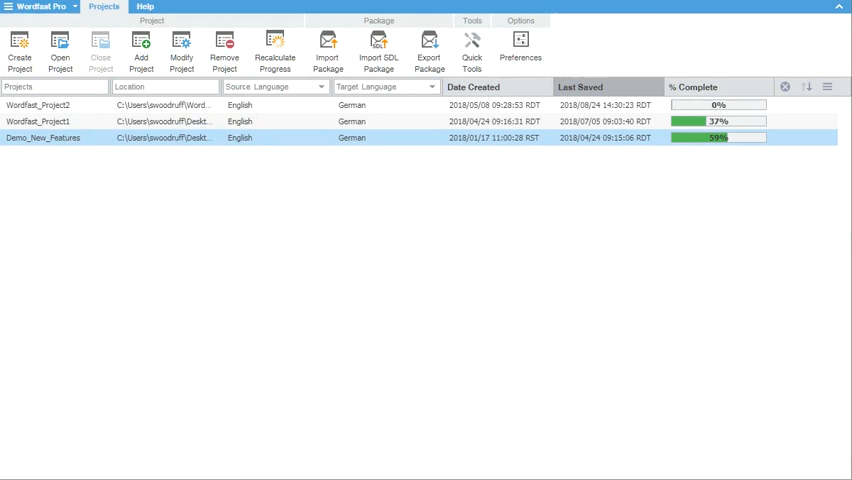 Wordfast Pro Projects Help
Project Package Tools Options
Create Project
Open Project
Close Project
Add Project
Modify Project
Remove Project
Recalculate Progress
Import Package
Import SDL Package
Export Package
Quick Tools
Preferences
Projects Location Source Language Target Language Date Created Last Saved % Complete
Wordfast_Project2 C:\Users\swoodruff\Word... English German 2018/05/08 09:28:53 RDT 2018/08/24 14:30:23 RDT 0%
Wordfast_Project1 C:\Users\swoodruff\Deskt... English German 2018/04/24 09:16:31 RDT 2018/07/05 09:03:40 RDT 37%
Demo_New_Features C:\Users\swoodruff\Deskt... English German 2018/01/17 11:00:28 RST 2018/04/24 09:15:06 RDT 59%